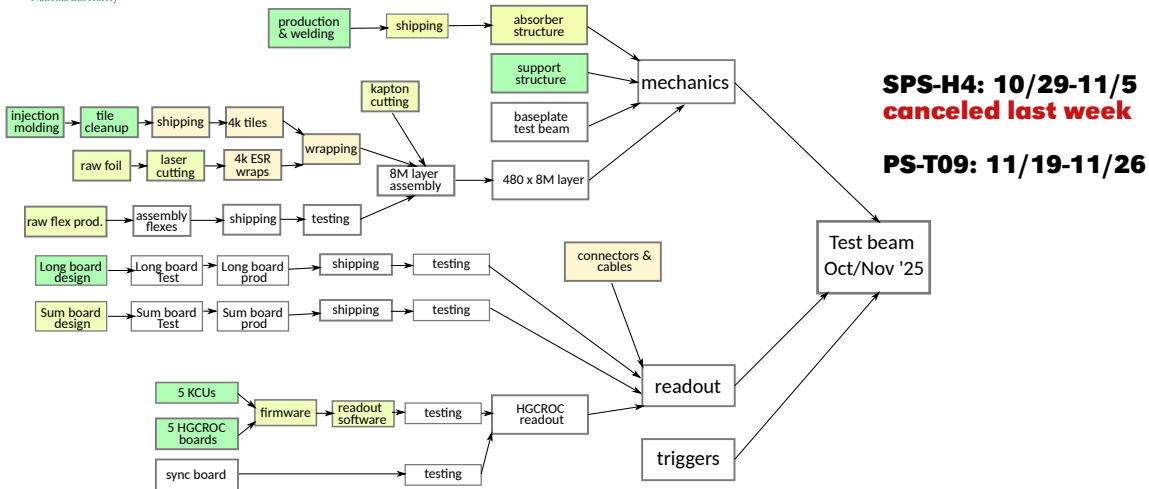 production
& welding
shipping
absorber
structure
support
structure
mechanics
baseplate
test beam
kapton
cutting
SPS-H4: 10/29-11/5
canceled last week
PS-T09: 11/19-11/26
injection
molding
tile
cleanup
shipping
4k tiles
wrapping
raw foil
laser
cutting
4k ESR
wraps
8M layer
assembly
480 x 8M layer
raw flex prod.
assembly
flexes
shipping
testing
Long board
design
Long board
Test
Long board
prod
shipping
testing
connectors &
cables
Test beam
Oct/Nov '25
Sum board
design
Sum board
Test
Sum board
prod
shipping
testing
readout
5 KCUs
5 HGCROC
boards
firmware
readout
software
testing
HGCROC
readout
sync board
testing
triggers